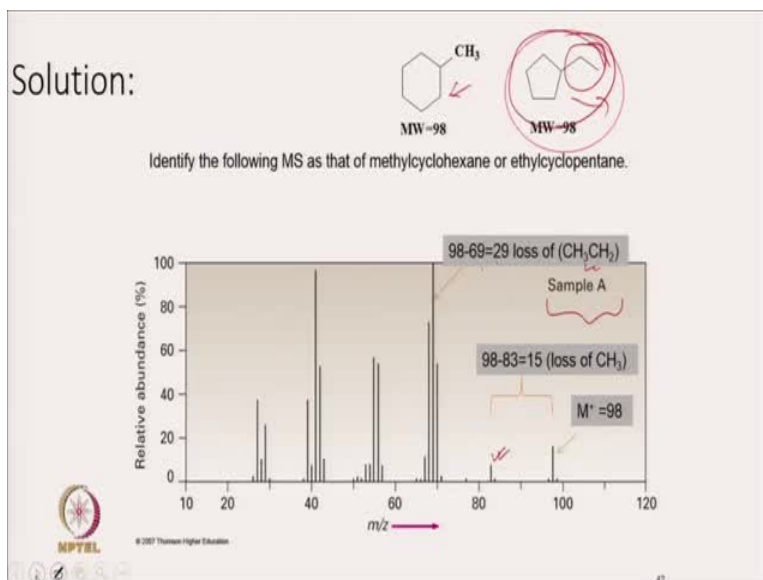 Solution:
CH3
MW=98
MW=98
Identify the following MS as that of methylcyclohexane or ethylcyclopentane.
98-69=29 loss of (CH3CH2)
Sample A
98-83=15 (loss of CH3)
M+ =98
Relative abundance (%)
100
80
60
40
20
0
10 20 40 60 80 100 120
m/z
NPTEL
© 2007 Thomson Higher Education